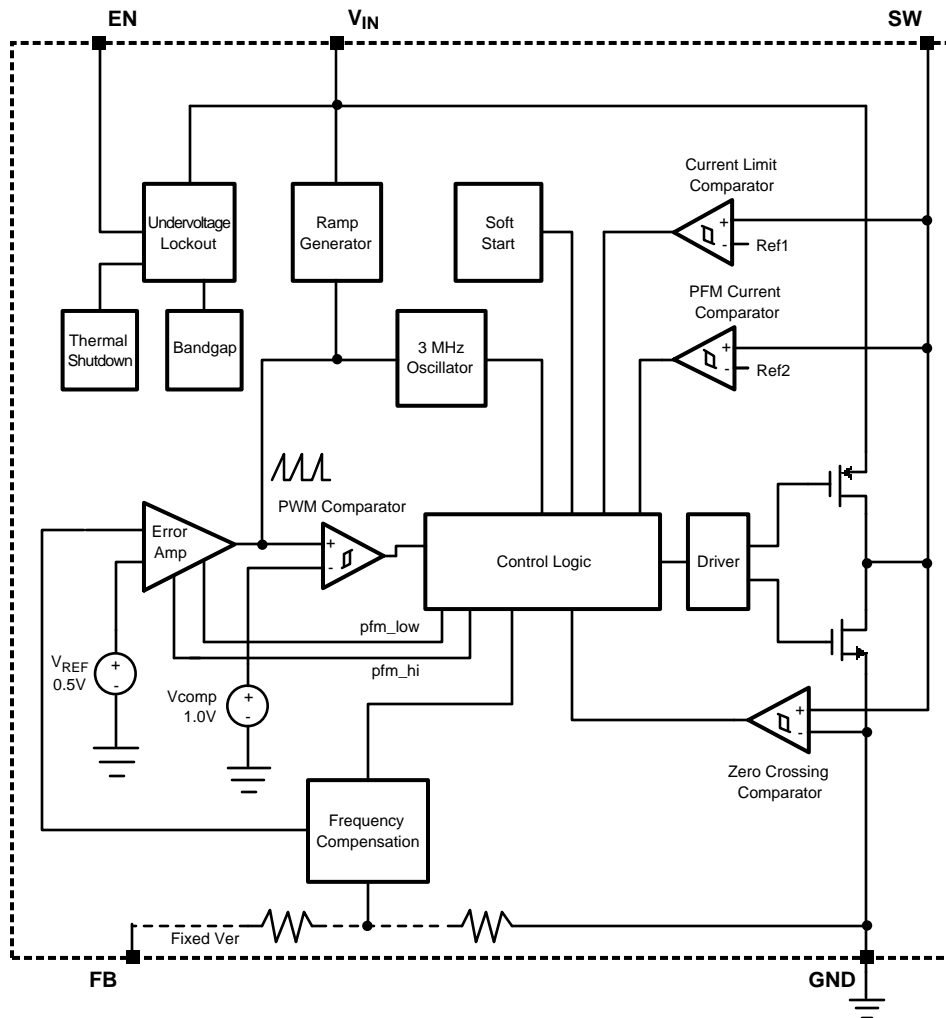 EN
V_IN
SW
Current Limit
Comparator
Undervoltage
Lockout
Ramp
Generator
Soft
Start
+
-
Ref1
PFM Current
Comparator
Thermal
Shutdown
Bandgap
3 MHz
Oscillator
+
-
Ref2
PWM Comparator
Error
Amp
+
-
Control Logic
Driver
pfm_low
pfm_hi
V_REF
0.5V
+
-
Vcomp
1.0V
+
-
+
-
Zero Crossing
Comparator
Frequency
Compensation
Fixed Ver
FB
GND